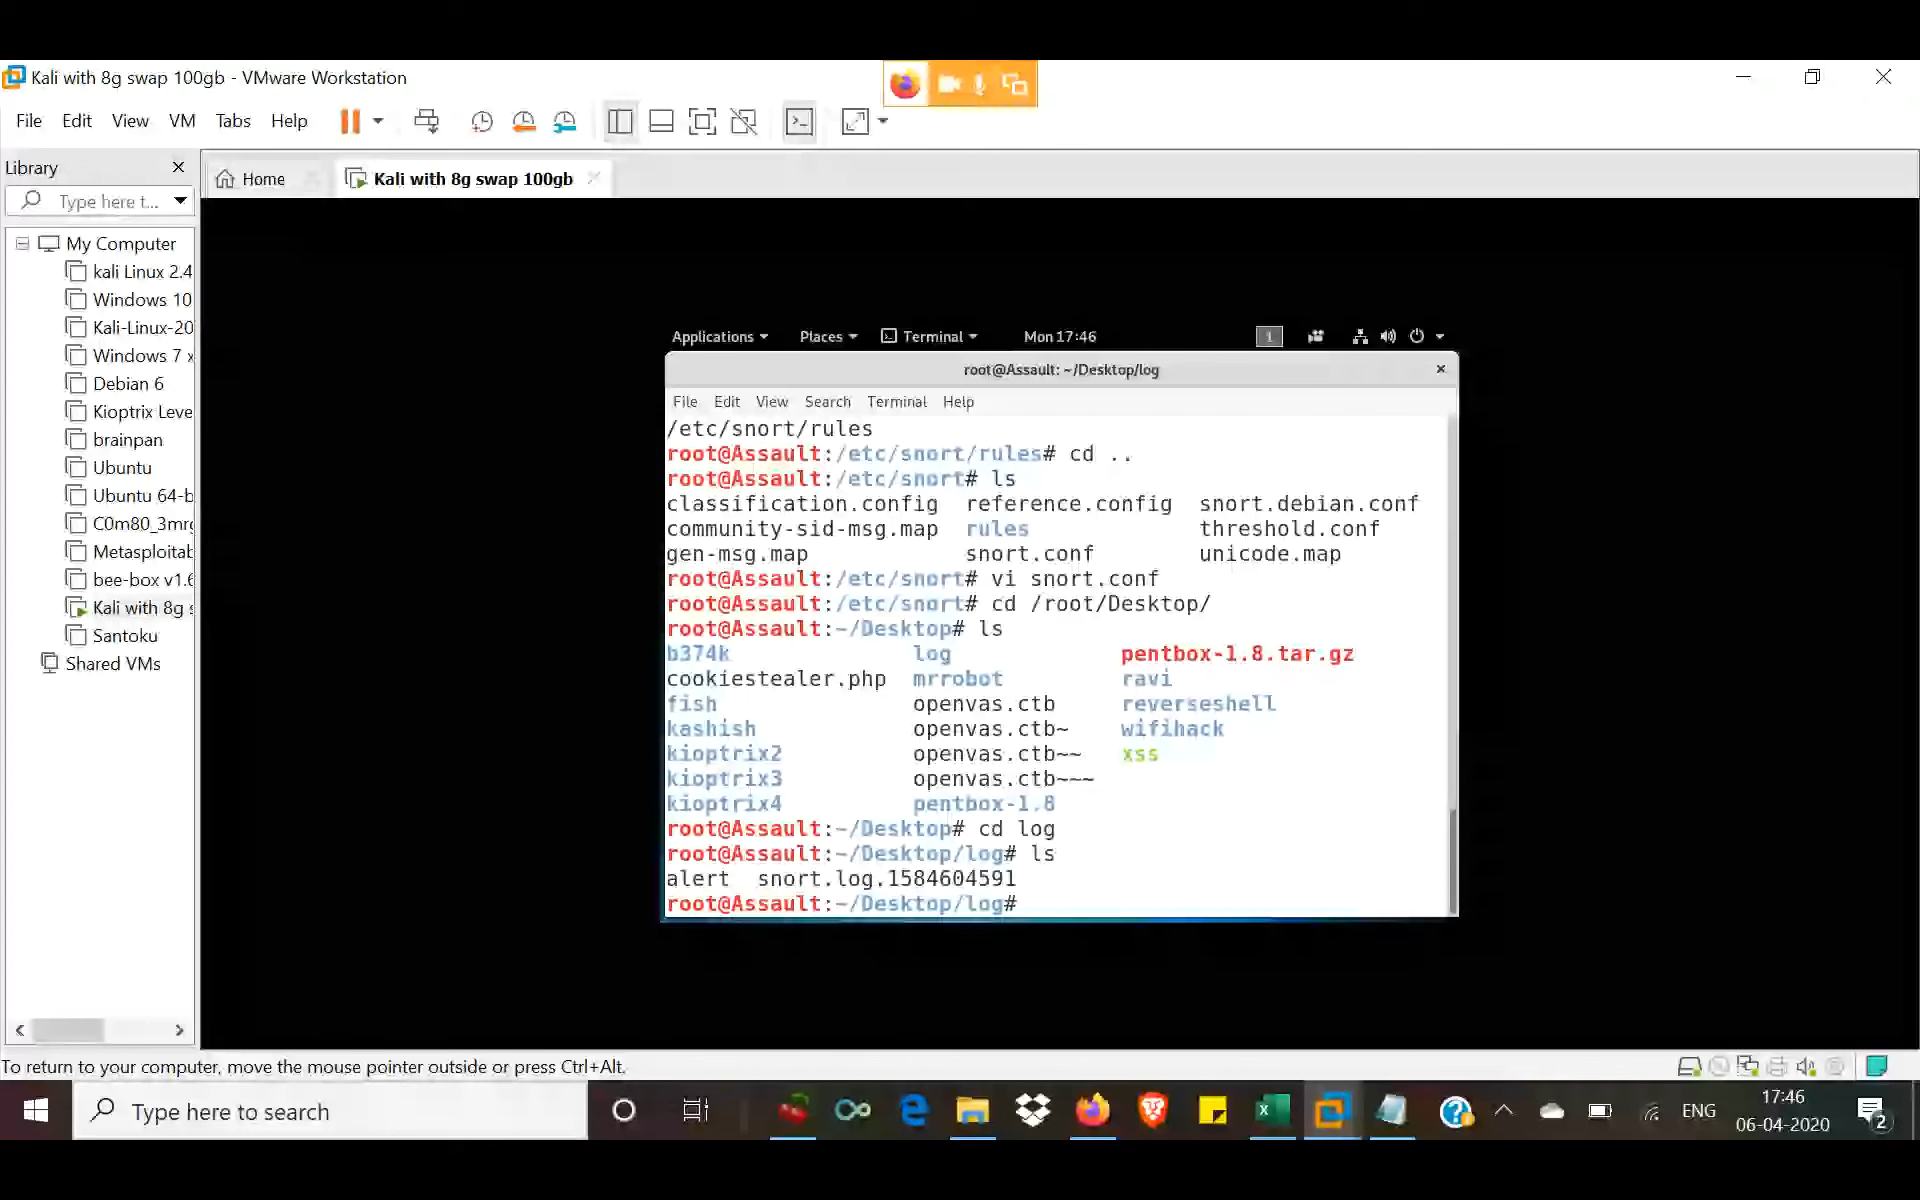 Kali with 8g swap 100gb - VMware Workstation
File Edit View VM Tabs Help
Library
Type here t...
Home
Kali with 8g swap 100gb
My Computer
kali Linux 2.4
Windows 10
Kali-Linux-20
Windows 7 x
Debian 6
Kioptrix Leve
brainpan
Ubuntu
Ubuntu 64-b
C0m80_3mrg
Metasploitab
bee-box v1.6
Kali with 8g s
Santoku
Shared VMs
Applications Places Terminal Mon 17:46 1
root@Assault: ~/Desktop/log
File Edit View Search Terminal Help
/etc/snort/rules
root@Assault:/etc/snort/rules# cd ..
root@Assault:/etc/snort# ls
classification.config reference.config snort.debian.conf
community-sid-msg.map rules threshold.conf
gen-msg.map snort.conf unicode.map
root@Assault:/etc/snort# vi snort.conf
root@Assault:/etc/snort# cd /root/Desktop/
root@Assault:~/Desktop# ls
b374k log pentbox-1.8.tar.gz
cookiestealer.php mrrobot ravi
fish openvas.ctb reverseshell
kashish openvas.ctb~ wifihack
kioptrix2 openvas.ctb~~ xss
kioptrix3 openvas.ctb~~~
kioptrix4 pentbox-1.8
root@Assault:~/Desktop# cd log
root@Assault:~/Desktop/log# ls
alert snort.log.1584604591
root@Assault:~/Desktop/log#
To return to your computer, move the mouse pointer outside or press Ctrl+Alt.
Type here to search
ENG
17:46
06-04-2020
2